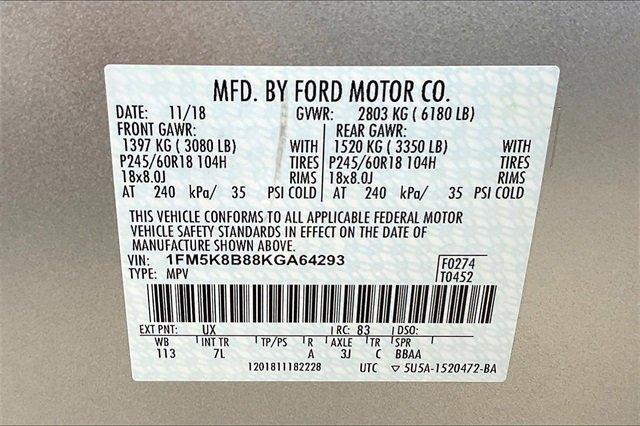 MFD. BY FORD MOTOR CO.
DATE: 11/18 GVWR: 2803 KG ( 6180 LB)
FRONT GAWR: REAR GAWR:
1397 KG ( 3080 LB) WITH 1520 KG ( 3350 LB) WITH
P245/60R18 104H TIRES P245/60R18 104H TIRES
18x8.0J RIMS 18x8.0J RIMS
AT 240 kPa/ 35 PSI COLD AT 240 kPa/ 35 PSI COLD
THIS VEHICLE CONFORMS TO ALL APPLICABLE FEDERAL MOTOR
VEHICLE SAFETY STANDARDS IN EFFECT ON THE DATE OF
MANUFACTURE SHOWN ABOVE.
VIN: 1FM5K8B88KGA64293 F0274
TYPE: MPV T0452
EXT PNT: UX RC: 83 DSO:
WB INT TR TP/PS R AXLE TR SPR
113 7L A 3J C BBAA
1201811182228 UTC ▽ 5U5A-1520472-BA